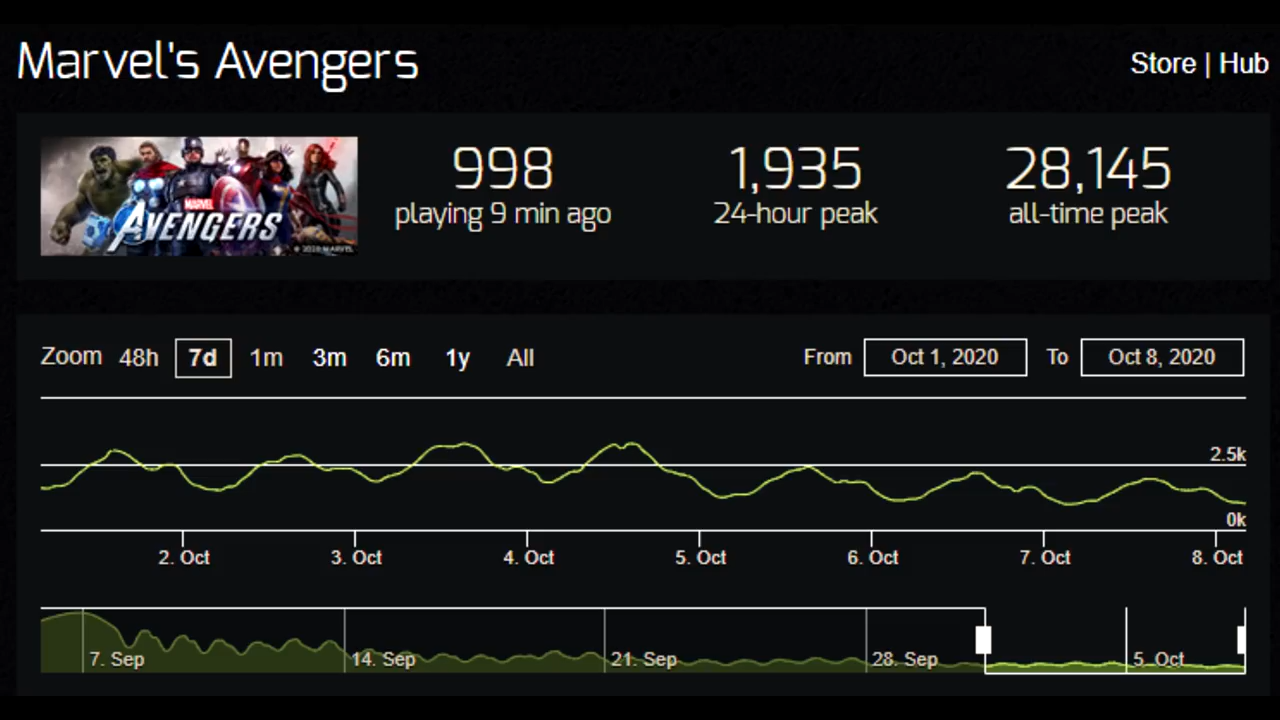 Marvel's Avengers
Store | Hub
MARVEL
AVENGERS
© 2020 MARVEL
998
playing 9 min ago
1,935
24-hour peak
28,145
all-time peak
Zoom 48h 7d 1m 3m 6m 1y All
From Oct 1, 2020 To Oct 8, 2020
2.5k
0k
2. Oct 3. Oct 4. Oct 5. Oct 6. Oct 7. Oct 8. Oct
7. Sep 14. Sep 21. Sep 28. Sep 5. Oct